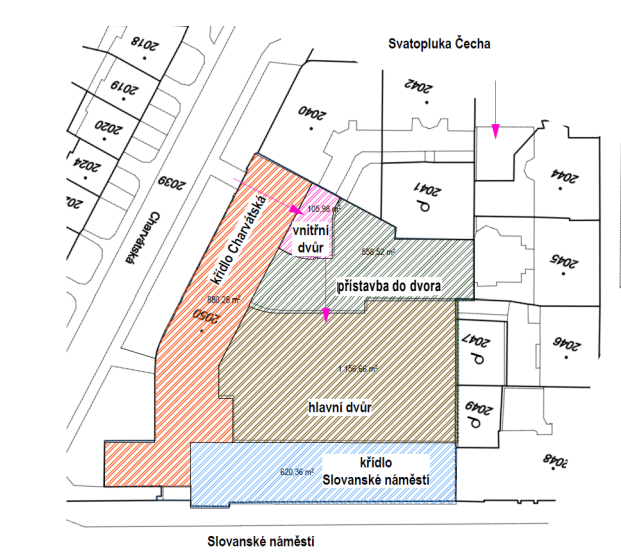 Svatopluka Čecha
2018
2019
2020
2024
202
2039
2040
2042
2041
2044
2045
2046
2047
2049
2048
2050
Charvátská
křídlo Charvátská
880,28 m²
105,98 m²
vnitřní
dvůr
558,52 m²
přístavba do dvora
1 156,66 m²
hlavní dvůr
620,36 m²
křídlo
Slovanské náměstí
Slovanské náměstí